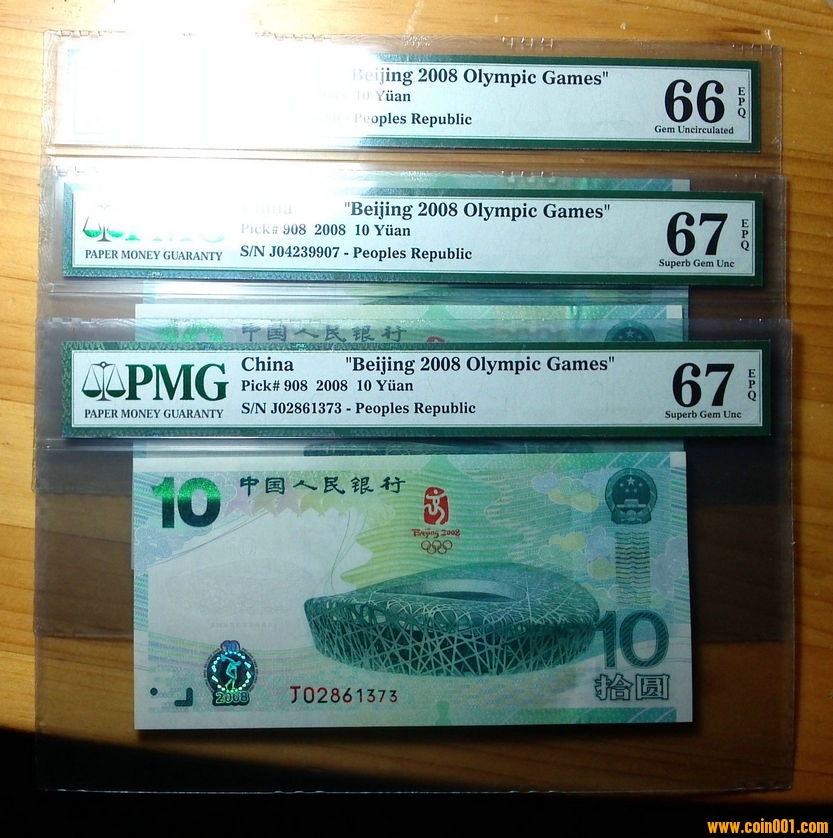 "Beijing 2008 Olympic Games"
10 Yüan
Peoples Republic
66
EPQ
Gem Uncirculated
China "Beijing 2008 Olympic Games"
Pick# 908 2008 10 Yüan
S/N J04239907 - Peoples Republic
PMG
PAPER MONEY GUARANTY
67
EPQ
Superb Gem Unc
中国人民银行
PMG
PAPER MONEY GUARANTY
China "Beijing 2008 Olympic Games"
Pick# 908 2008 10 Yüan
S/N J02861373 - Peoples Republic
67
EPQ
Superb Gem Unc
10 中国人民银行
Beijing 2008
10
拾圆
2008
J02861373
www.coin001.com